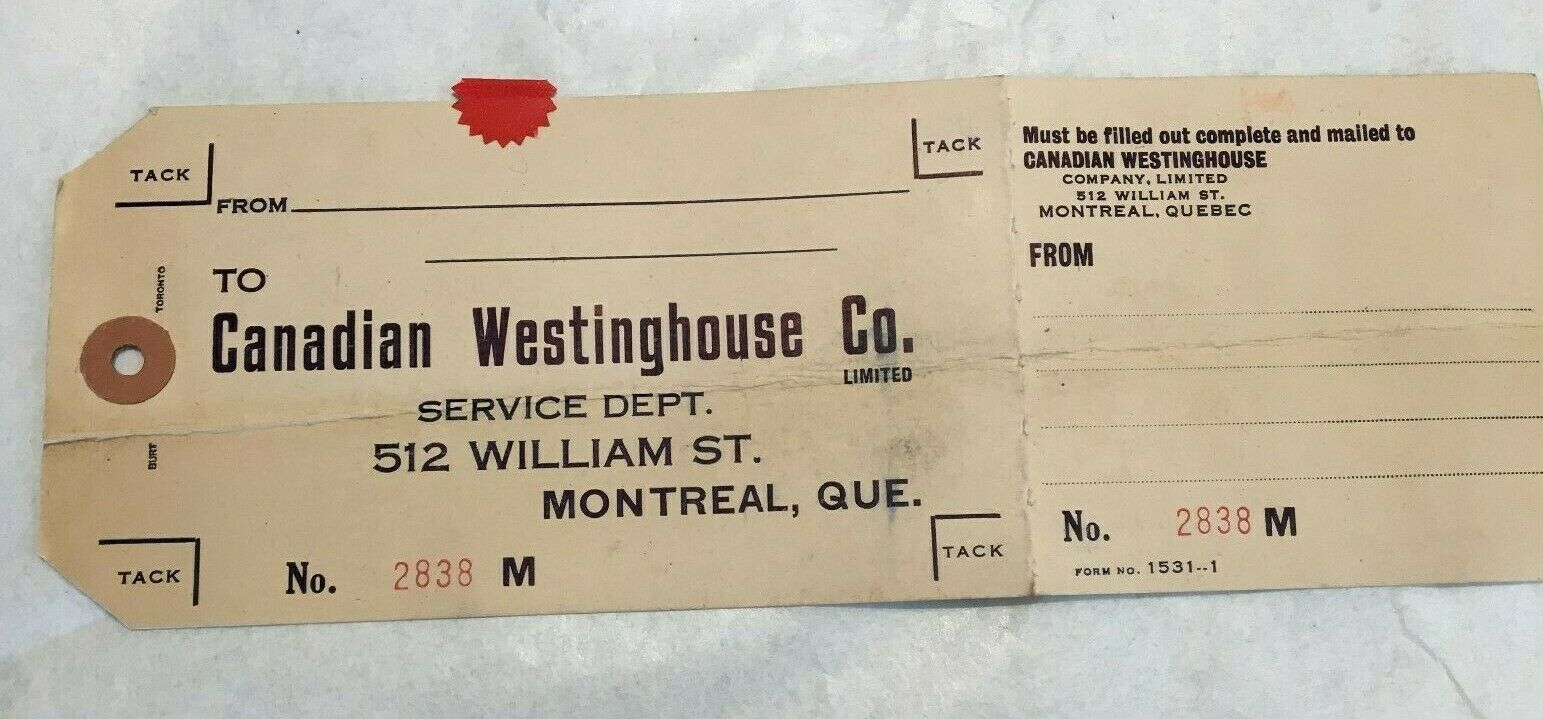 TACK
TACK
FROM
TO
TORONTO
Canadian Westinghouse Co.
LIMITED
SERVICE DEPT.
BURT
512 WILLIAM ST.
MONTREAL, QUE.
TACK
TACK
No. 2838 M
Must be filled out complete and mailed to
CANADIAN WESTINGHOUSE
COMPANY, LIMITED
512 WILLIAM ST.
MONTREAL, QUEBEC
FROM
No. 2838 M
FORM NO. 1531--1